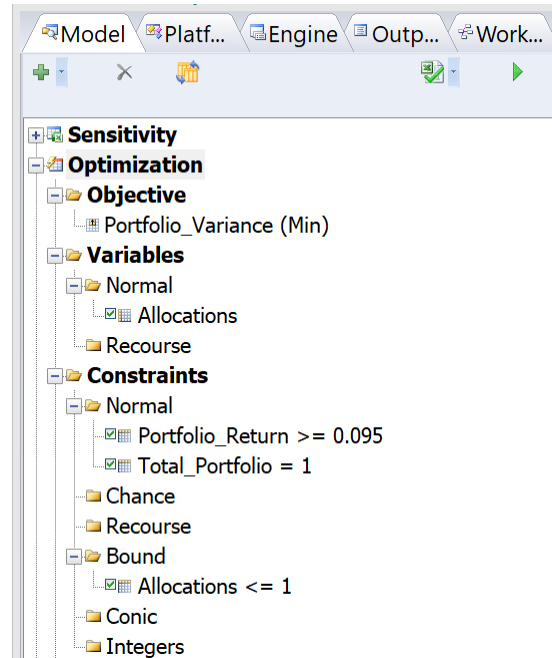 Model Platf... Engine Outp... Work...
Sensitivity
Optimization
Objective
Portfolio_Variance (Min)
Variables
Normal
Allocations
Recourse
Constraints
Normal
Portfolio_Return >= 0.095
Total_Portfolio = 1
Chance
Recourse
Bound
Allocations <= 1
Conic
Integers